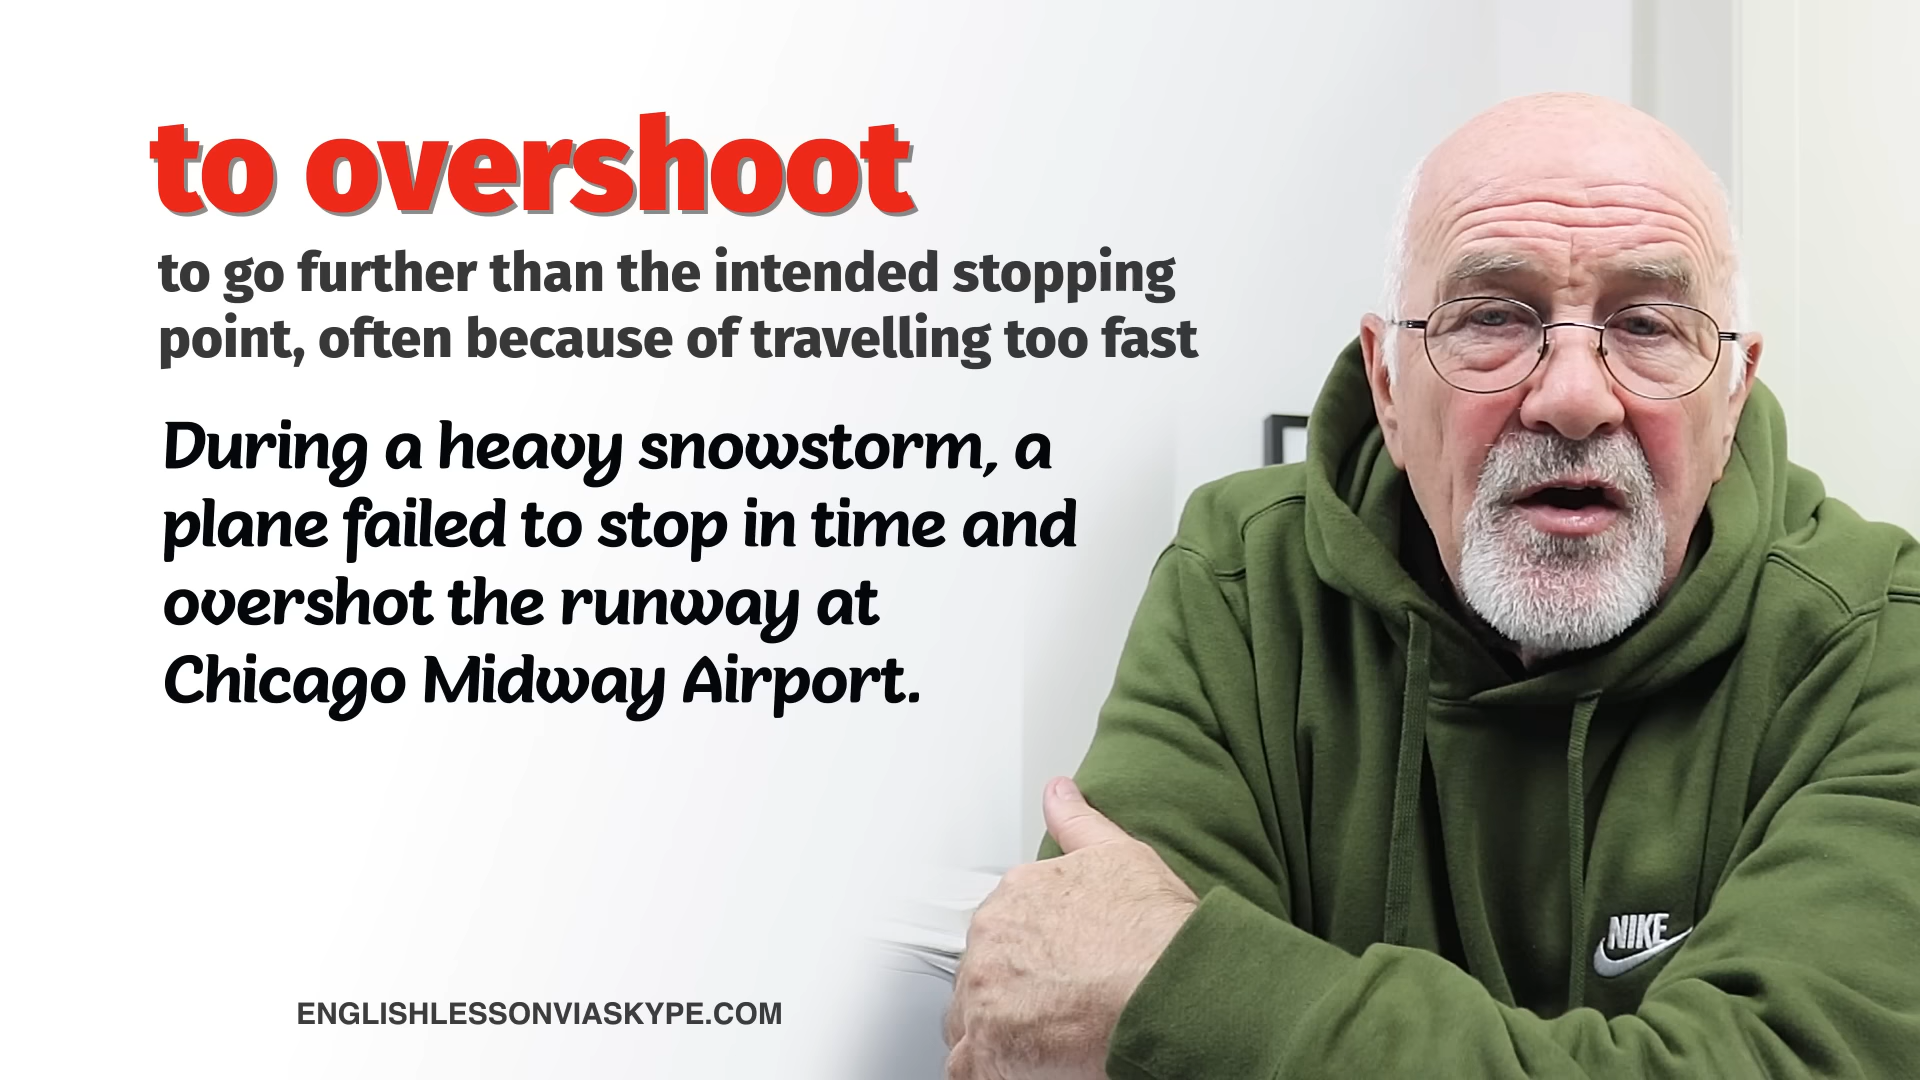 to overshoot
to go further than the intended stopping
point, often because of travelling too fast
During a heavy snowstorm, a
plane failed to stop in time and
overshot the runway at
Chicago Midway Airport.
NIKE
ENGLISHLESSONVIASKYPE.COM